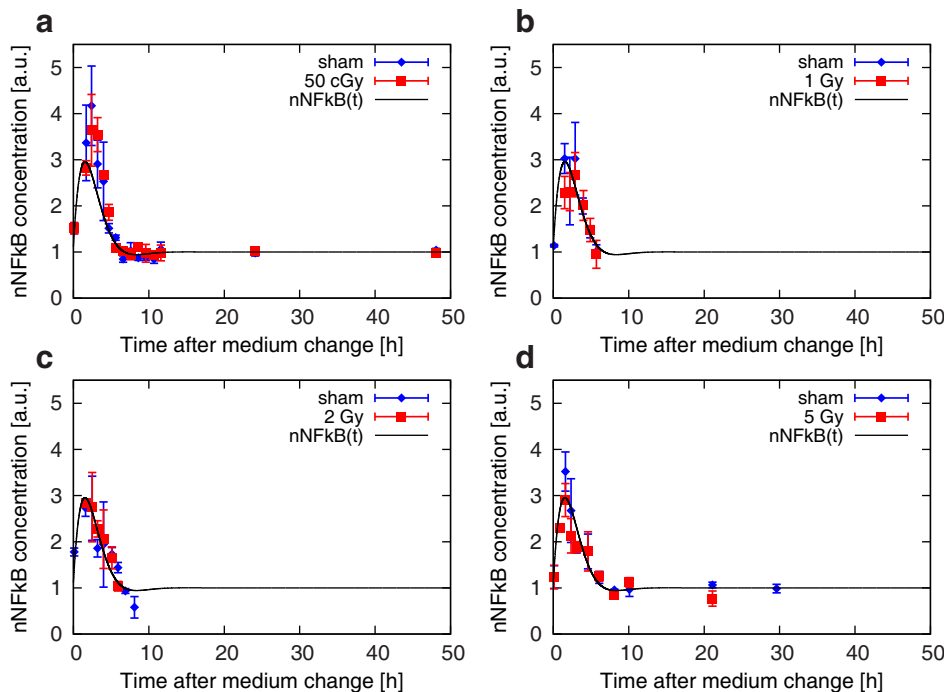 a
nNFkB concentration [a.u.]
5
4
3
2
1
0
sham
50 cGy
nNFkB(t)
0 10 20 30 40 50
Time after medium change [h]
b
nNFkB concentration [a.u.]
5
4
3
2
1
0
sham
1 Gy
nNFkB(t)
0 10 20 30 40 50
Time after medium change [h]
c
nNFkB concentration [a.u.]
5
4
3
2
1
0
sham
2 Gy
nNFkB(t)
0 10 20 30 40 50
Time after medium change [h]
d
nNFkB concentration [a.u.]
5
4
3
2
1
0
sham
5 Gy
nNFkB(t)
0 10 20 30 40 50
Time after medium change [h]